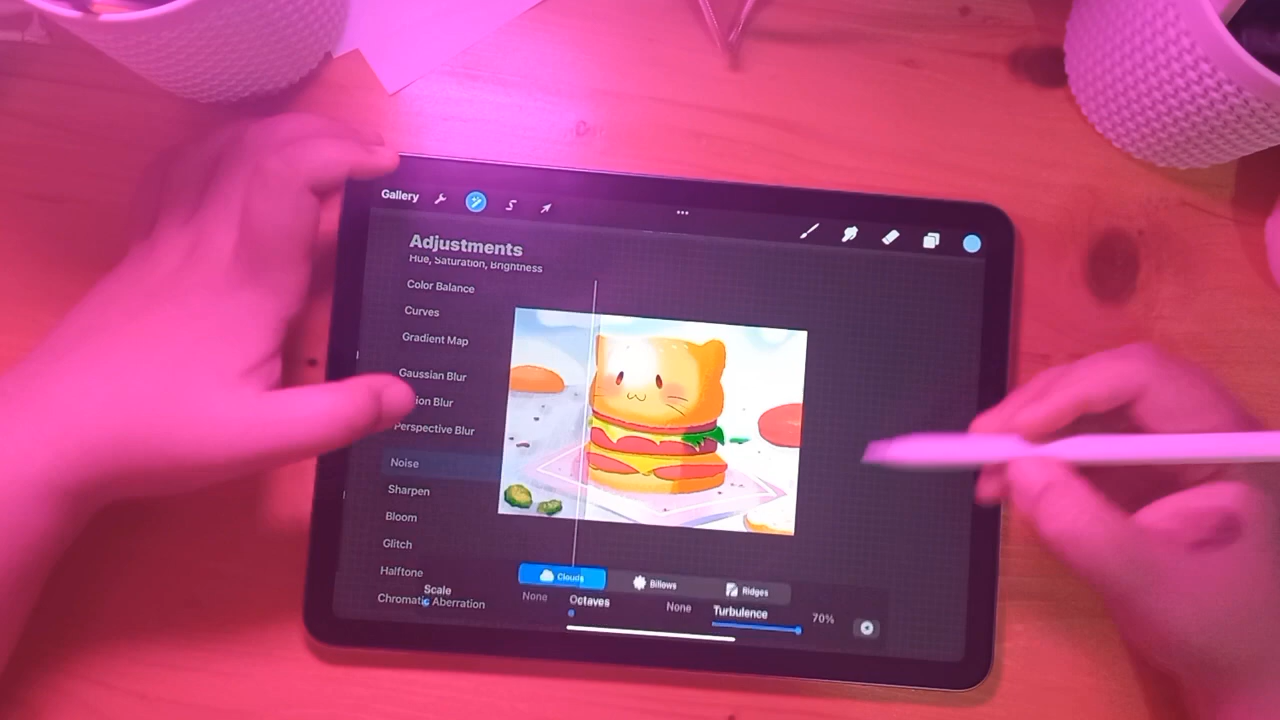 Gallery
Adjustments
Hue, Saturation, Brightness
Color Balance
Curves
Gradient Map
Gaussian Blur
tion Blur
Perspective Blur
Noise
Sharpen
Bloom
Glitch
Halftone
Chromatic Aberration
Clouds Billows Ridges
Scale None Octaves None Turbulence 70%